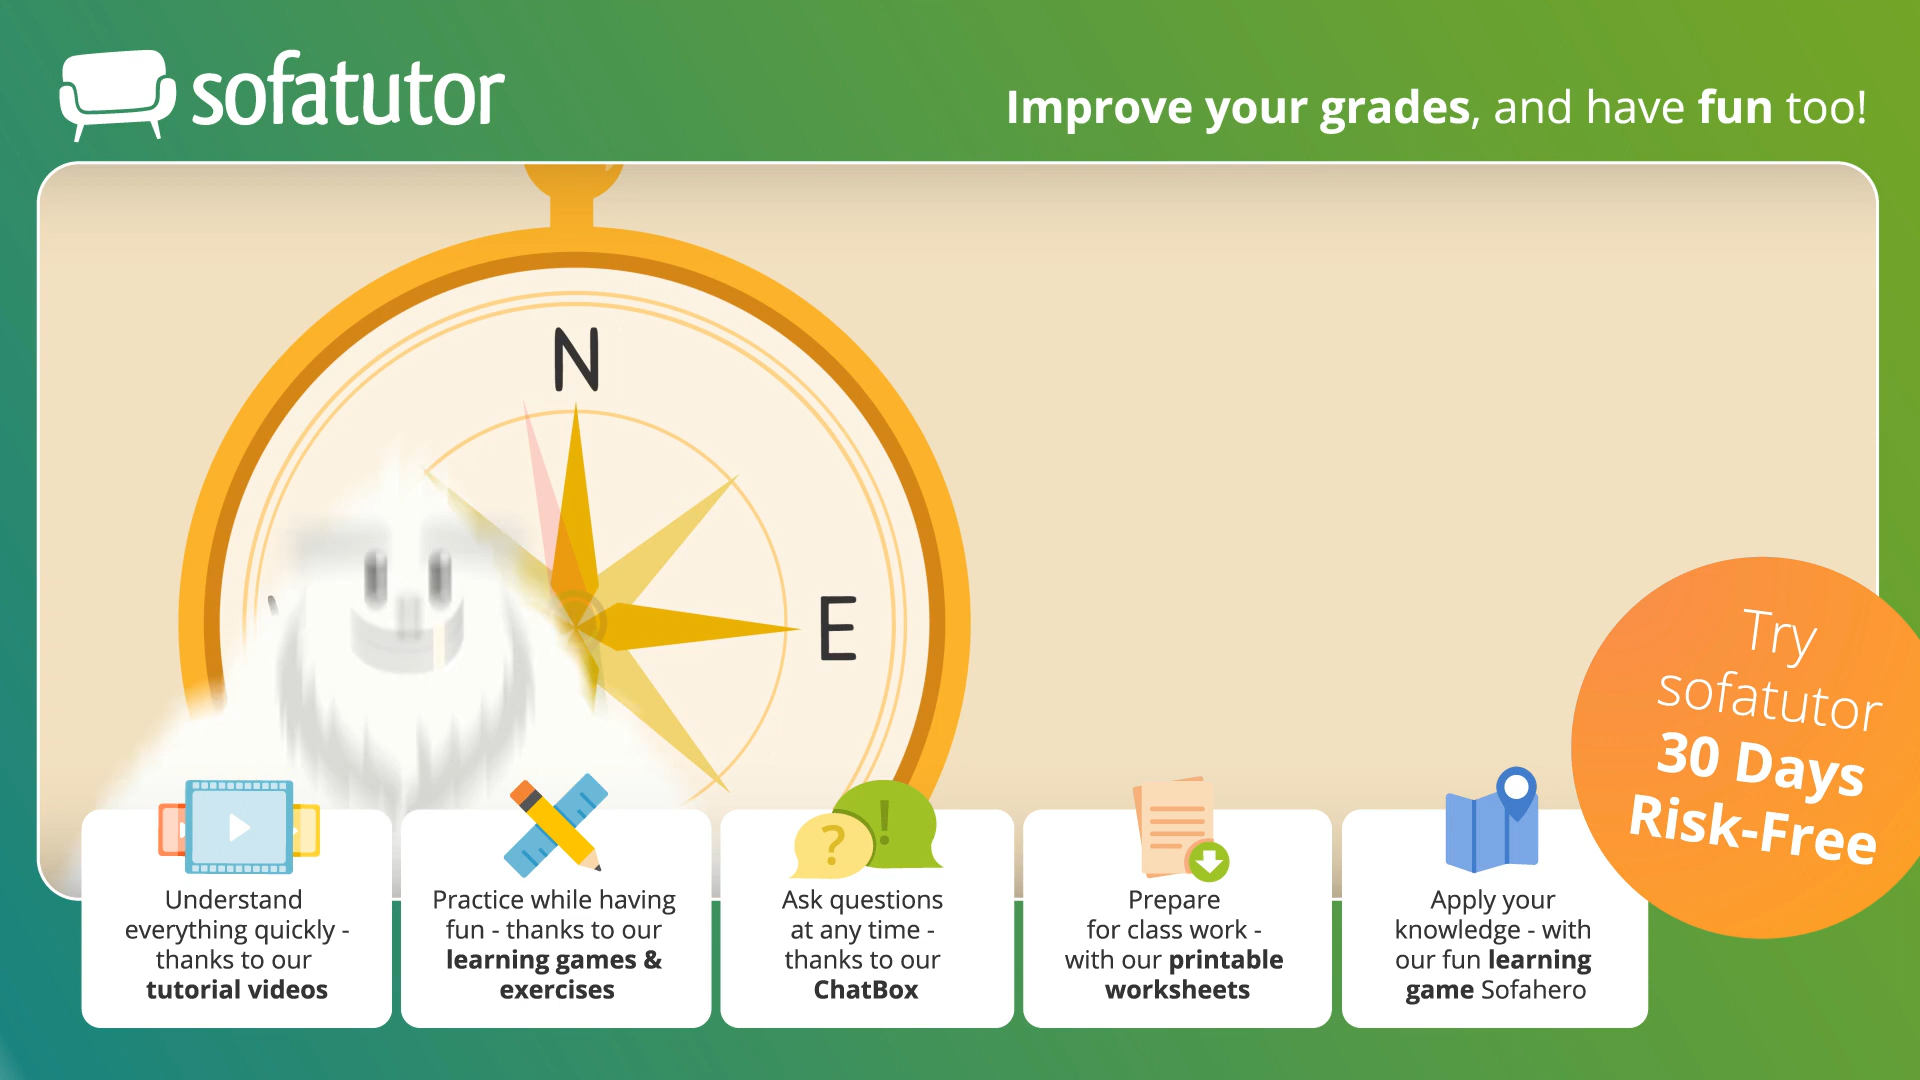 sofatutor
Improve your grades, and have fun too!
N
E
Try
sofatutor
30 Days
Risk-Free
Understand
everything quickly -
thanks to our
tutorial videos
Practice while having
fun - thanks to our
learning games &
exercises
?
!
Ask questions
at any time -
thanks to our
ChatBox
Prepare
for class work -
with our printable
worksheets
Apply your
knowledge - with
our fun learning
game Sofahero